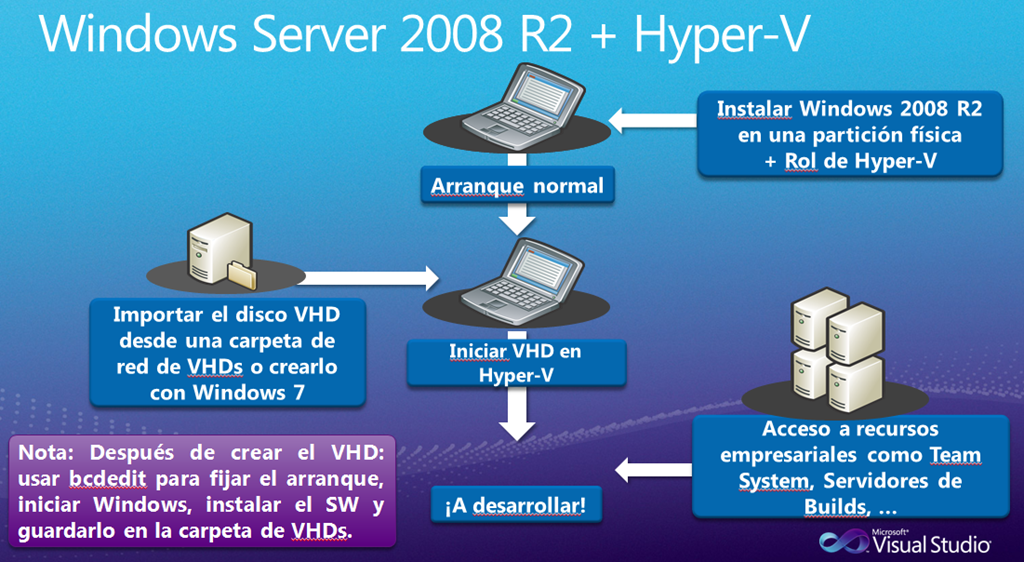 Windows Server 2008 R2 + Hyper-V
Instalar Windows 2008 R2
en una partición física
+ Rol de Hyper-V
Arranque normal
Importar el disco VHD
desde una carpeta de
red de VHDs o crearlo
con Windows 7
Iniciar VHD en
Hyper-V
Acceso a recursos
empresariales como Team
System, Servidores de
Builds, ...
Nota: Después de crear el VHD:
usar bcdedit para fijar el arranque,
iniciar Windows, instalar el SW y
guardarlo en la carpeta de VHDs.
¡A desarrollar!
Microsoft®
Visual Studio®